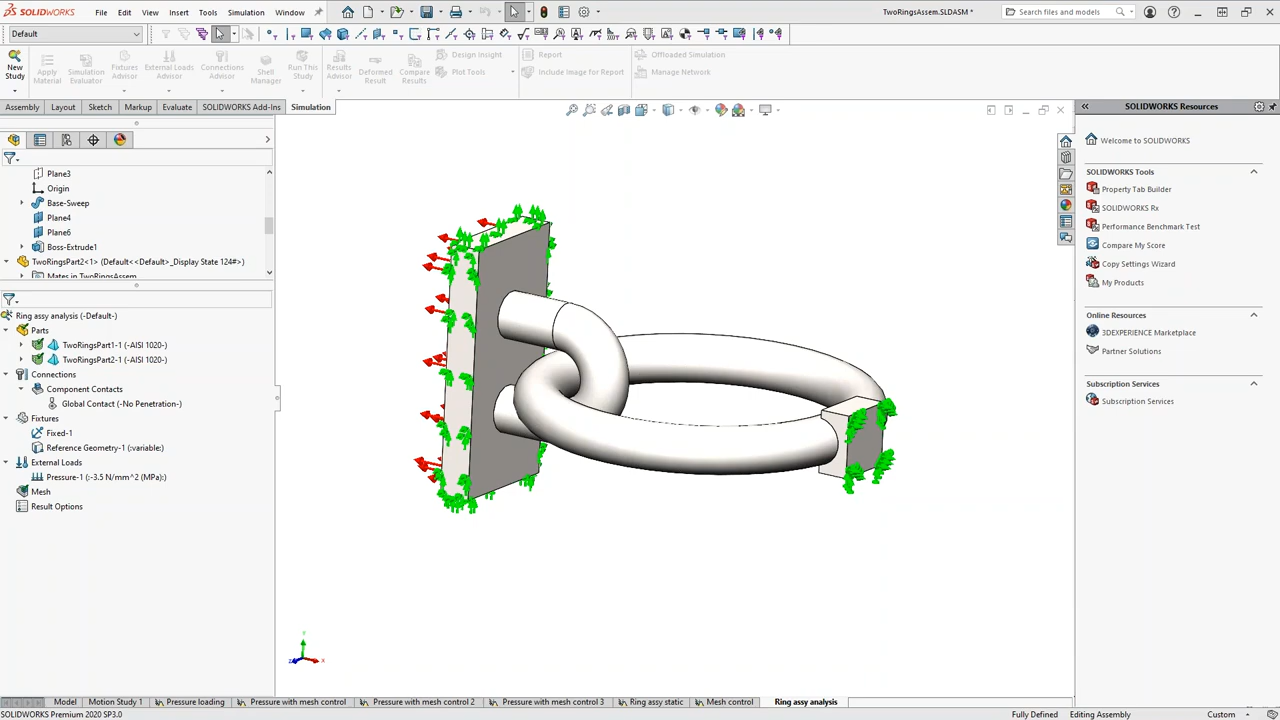 SOLIDWORKS File Edit View Insert Tools Simulation Window TwoRingsAssem.SLDASM * Search files and models
Default
New Study
Apply Material
Simulation Evaluator
Fixtures Advisor
External Loads Advisor
Connections Advisor
Shell Manager
Run This Study
Results Advisor
Deformed Result
Compare Results
Design Insight
Plot Tools
Report
Include Image for Report
Offloaded Simulation
Manage Network
Assembly Layout Sketch Markup Evaluate SOLIDWORKS Add-Ins Simulation
Plane3
Origin
Base-Sweep
Plane4
Plane6
Boss-Extrude1
TwoRingsPart2<1> (Default<<Default>_Display State 124#>)
Mates in TwoRingsAssem
Ring assy analysis (-Default-)
Parts
TwoRingsPart1-1 (-AISI 1020-)
TwoRingsPart2-1 (-AISI 1020-)
Connections
Component Contacts
Global Contact (-No Penetration-)
Fixtures
Fixed-1
Reference Geometry-1 (:variable:)
External Loads
Pressure-1 (:-3.5 N/mm^2 (MPa):)
Mesh
Result Options
Y
Z
X
SOLIDWORKS Resources
Welcome to SOLIDWORKS
SOLIDWORKS Tools
Property Tab Builder
SOLIDWORKS Rx
Performance Benchmark Test
Compare My Score
Copy Settings Wizard
My Products
Online Resources
3DEXPERIENCE Marketplace
Partner Solutions
Subscription Services
Subscription Services
Model Motion Study 1 Pressure loading Pressure with mesh control Pressure with mesh control 2 Pressure with mesh control 3 Ring assy static Mesh control Ring assy analysis
SOLIDWORKS Premium 2020 SP3.0 Fully Defined Editing Assembly Custom